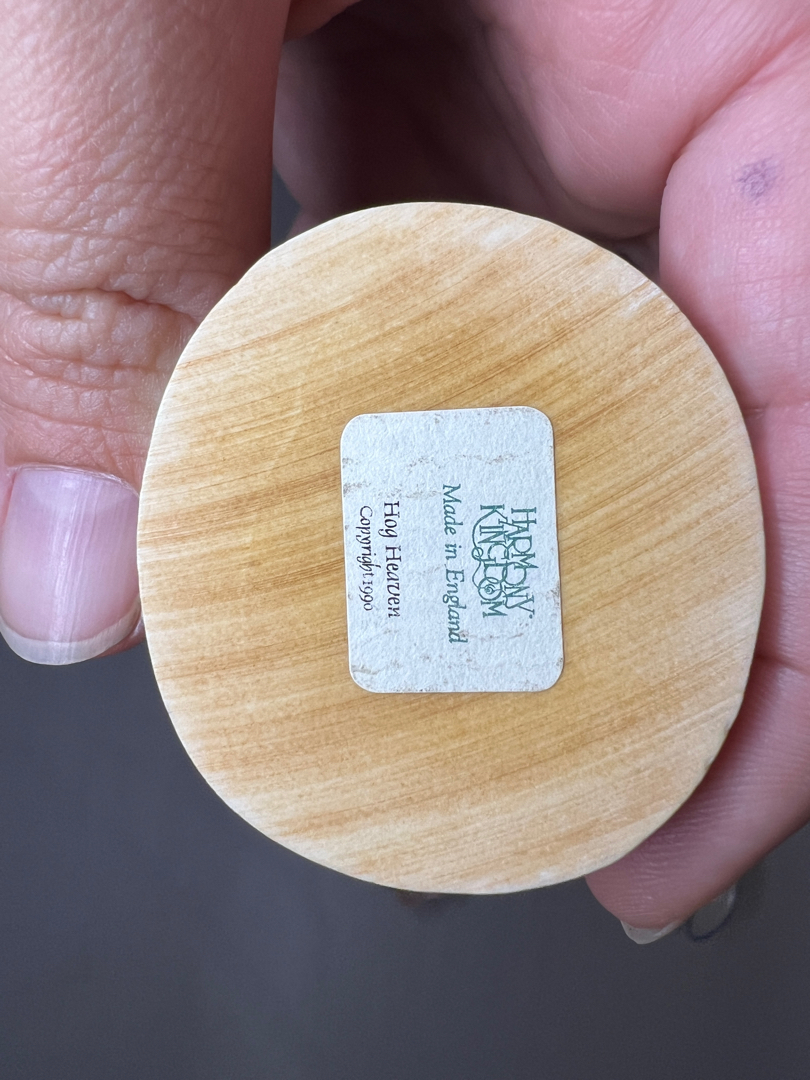 HARMONY
KINGDOM
Made in England
Hog Heaven
Copyright 1990